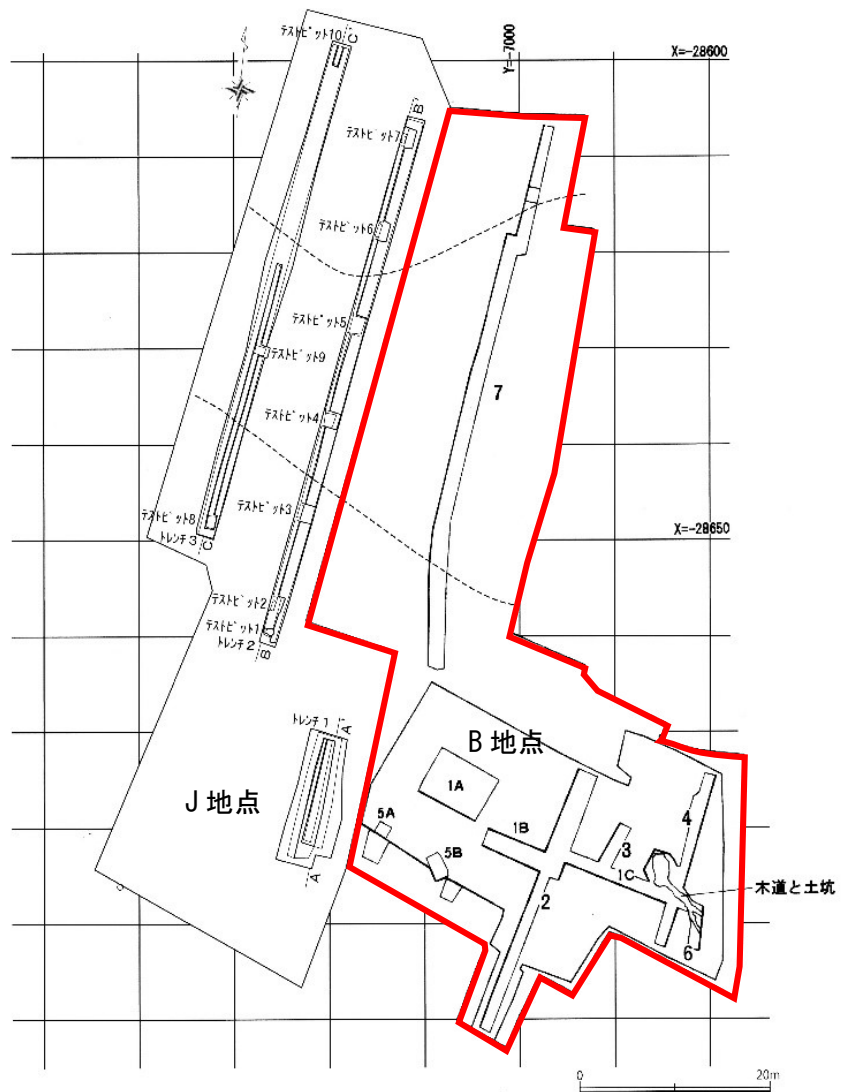 テストピット10
C
Y=-7000
X=-28600
B
テストピット7
テストピット6
テストピット5
テストピット9
7
テストピット4
テストピット3
テストピット8
トレンチ3
C
X=-28650
テストピット2
テストピット1
トレンチ2
B
トレンチ1
A
B地点
J地点
1A
5A
1B
4
5B
3
1C
A
木道と土坑
2
6
0
20m